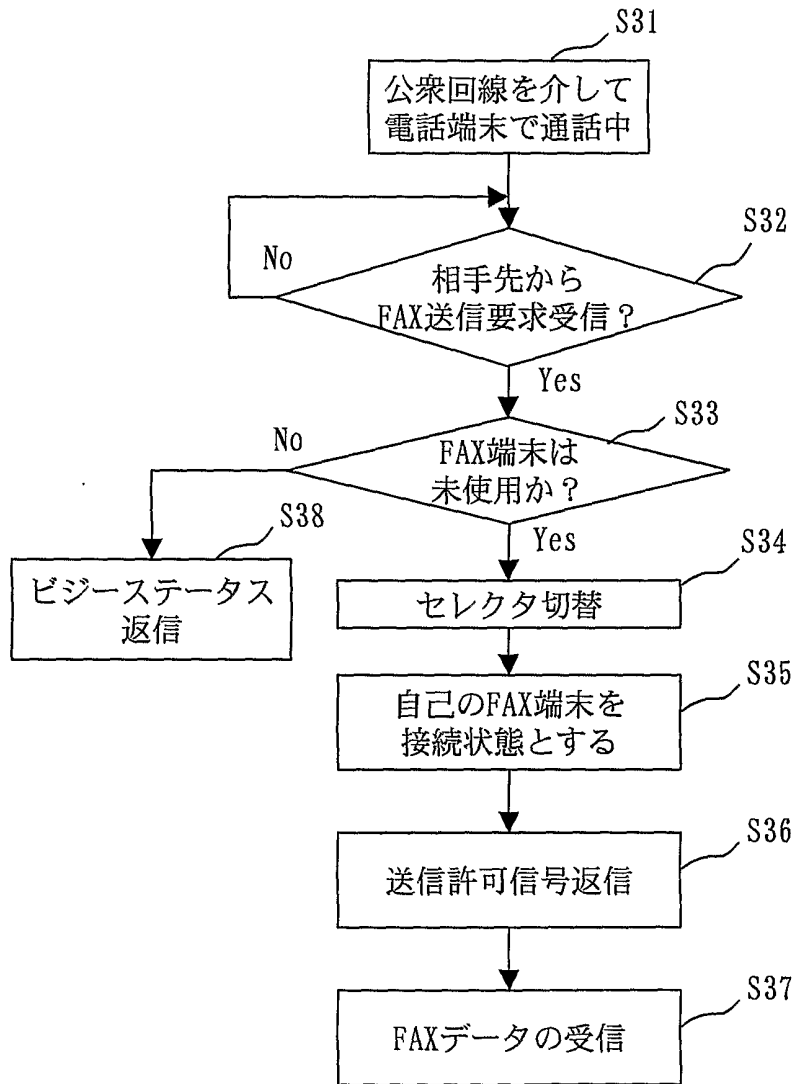 S31
公衆回線を介して
電話端末で通話中
S32
No
相手先から
FAX送信要求受信？
Yes
S33
No
FAX端末は
未使用か？
Yes
S38
ビジーステータス
返信
S34
セレクタ切替
S35
自己のFAX端末を
接続状態とする
S36
送信許可信号返信
S37
FAXデータの受信